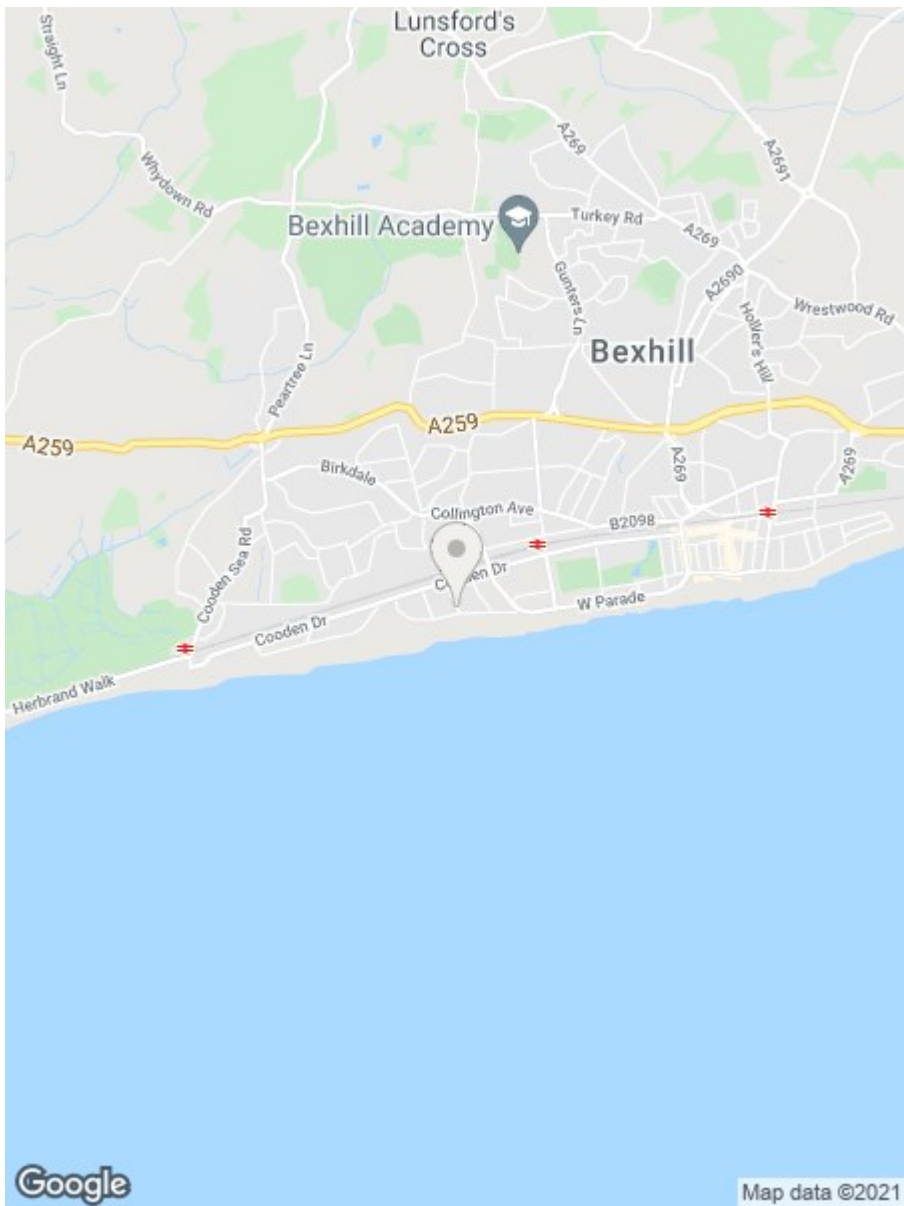 Lunsford's
Cross
Straight Ln
A269
A2691
Whydown Rd
Bexhill Academy
Turkey Rd
A269
A2690
Gunters Ln
Wrestwood Rd
Holliers Hill
Peartree Ln
Bexhill
A259
A259
A269
A269
Birkdale
Collington Ave
B2098
Cooden Sea Rd
Cooden Dr
W Parade
Cooden Dr
Herbrand Walk
Google
Map data ©2021